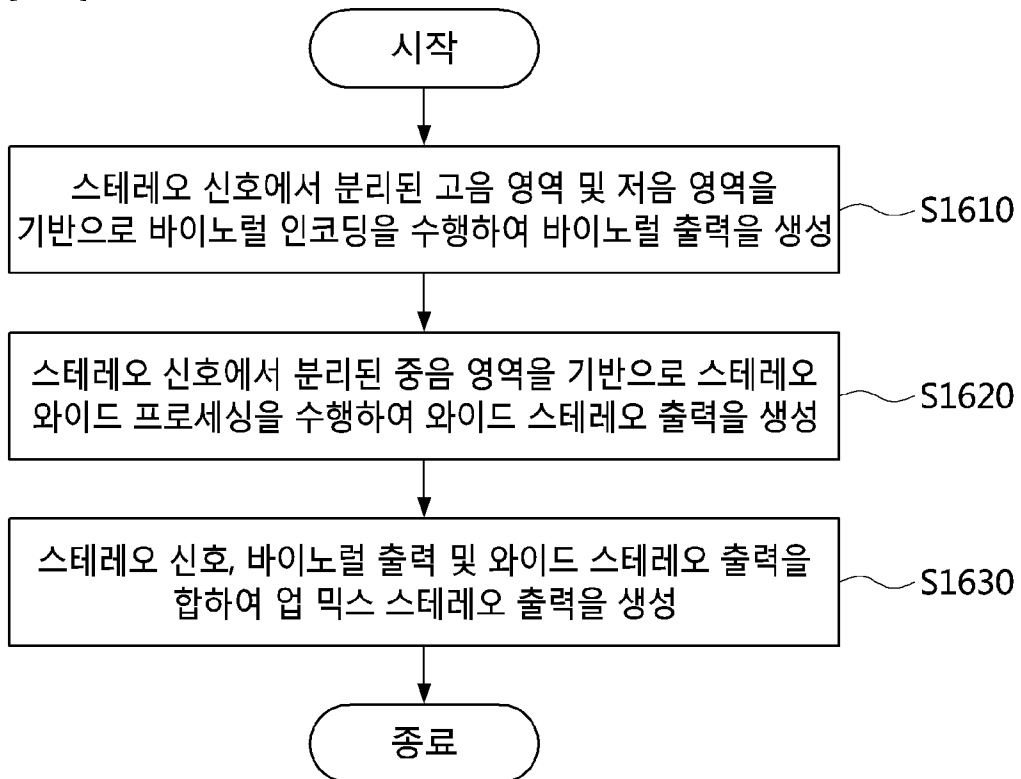 시작
스테레오 신호에서 분리된 고음 영역 및 저음 영역을
기반으로 바이노럴 인코딩을 수행하여 바이노럴 출력을 생성
S1610
스테레오 신호에서 분리된 중음 영역을 기반으로 스테레오
와이드 프로세싱을 수행하여 와이드 스테레오 출력을 생성
S1620
스테레오 신호, 바이노럴 출력 및 와이드 스테레오 출력을
합하여 업 믹스 스테레오 출력을 생성
S1630
종료